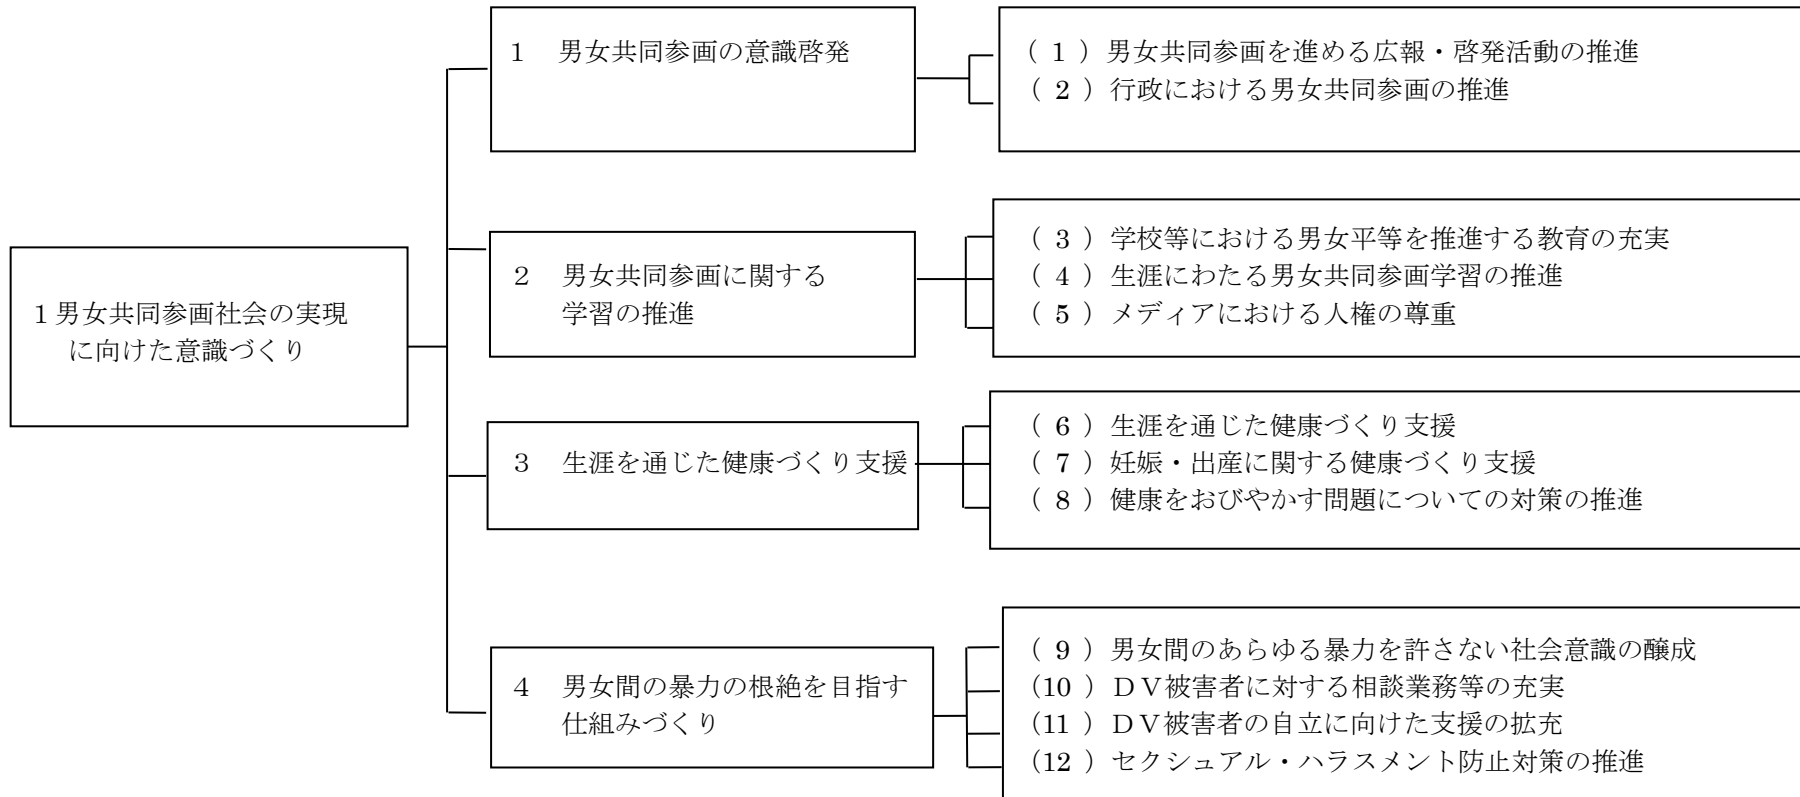 1男女共同参画社会の実現
に向けた意識づくり
1 男女共同参画の意識啓発
(1)男女共同参画を進める広報・啓発活動の推進
(2)行政における男女共同参画の推進
2 男女共同参画に関する
学習の推進
(3)学校等における男女平等を推進する教育の充実
(4)生涯にわたる男女共同参画学習の推進
(5)メディアにおける人権の尊重
3 生涯を通じた健康づくり支援
(6)生涯を通じた健康づくり支援
(7)妊娠・出産に関する健康づくり支援
(8)健康をおびやかす問題についての対策の推進
4 男女間の暴力の根絶を目指す
仕組みづくり
(9)男女間のあらゆる暴力を許さない社会意識の醸成
(10)DV被害者に対する相談業務等の充実
(11)DV被害者の自立に向けた支援の拡充
(12)セクシュアル・ハラスメント防止対策の推進